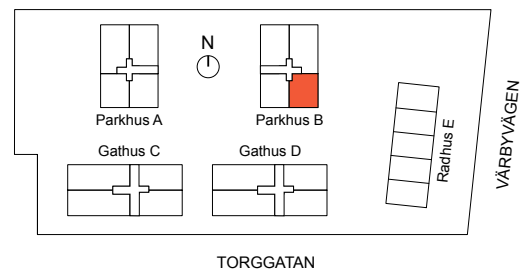 N
Parkhus A
Parkhus B
Gathus C
Gathus D
Radhus E
VÄRBYVÄGEN
TORGGATAN